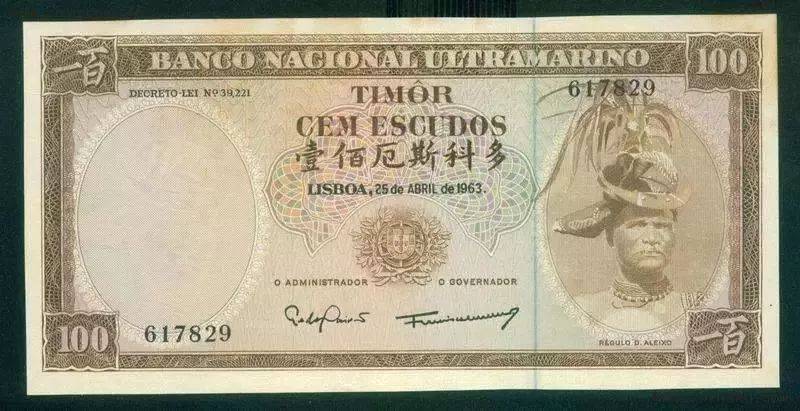 一百 BANCO NACIONAL ULTRAMARINO 100
DECRETO-LEI Nº 39,221
TIMÔR
617829
CEM ESCUDOS
壹佰厄斯科多
LISBOA, 25 de ABRIL de 1963.
O ADMINISTRADOR O GOVERNADOR
100 617829
RÉGULO D. ALEIXO
一百